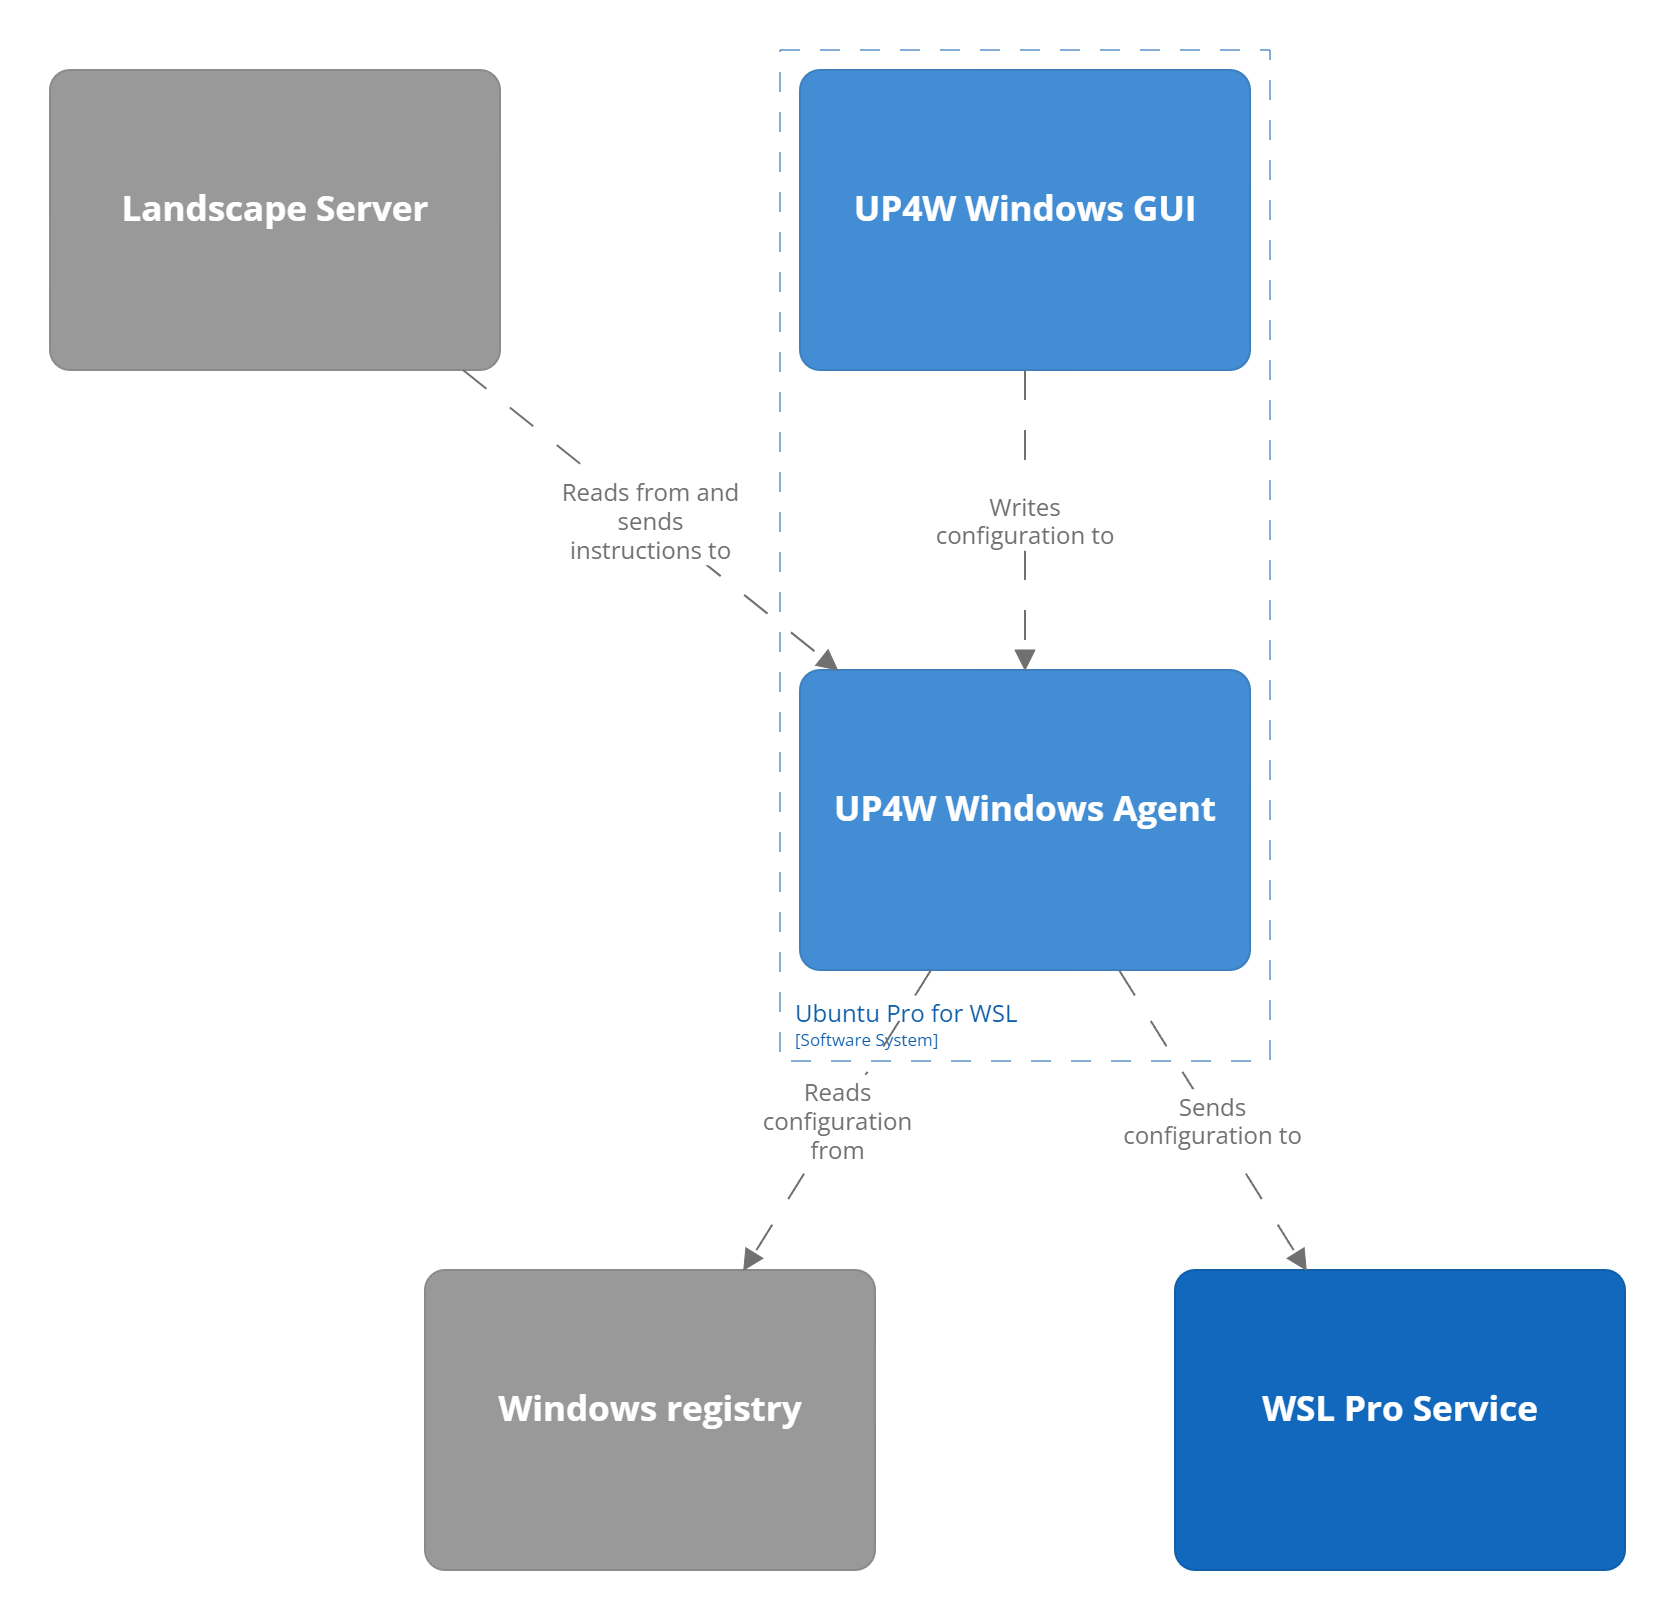 Landscape Server
UP4W Windows GUI
Reads from and
sends
instructions to
Writes
configuration to
UP4W Windows Agent
Ubuntu Pro for WSL
[Software System]
Reads
configuration
from
Sends
configuration to
Windows registry
WSL Pro Service